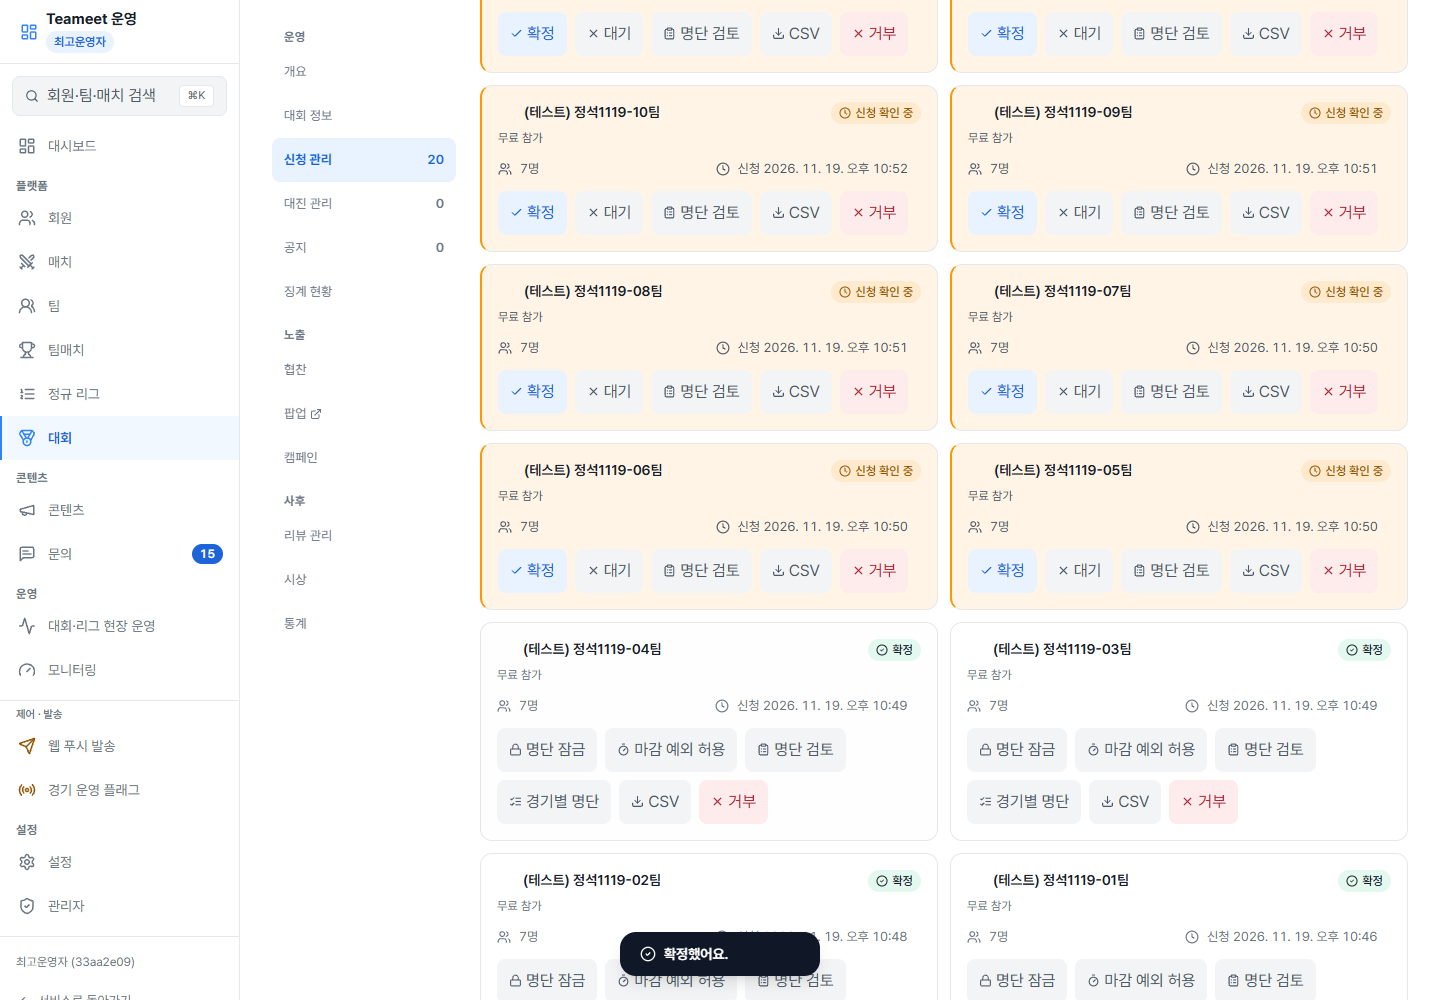 Teameet 운영
최고운영자
회원·팀·매치 검색 ⌘K
대시보드
플랫폼
회원
매치
팀
팀매치
정규 리그
대회
콘텐츠
콘텐츠
문의 15
운영
대회·리그 현장 운영
모니터링
제어 · 발송
웹 푸시 발송
경기 운영 플래그
설정
설정
관리자
최고운영자 (33aa2e09)
운영
개요
대회 정보
신청 관리 20
대진 관리 0
공지 0
징계 현황
노출
협찬
팝업
캠페인
사후
리뷰 관리
시상
통계
확정 대기 명단 검토 CSV 거부
확정 대기 명단 검토 CSV 거부
(테스트) 정석1119-10팀 신청 확인 중
무료 참가
7명 신청 2026. 11. 19. 오후 10:52
확정 대기 명단 검토 CSV 거부
(테스트) 정석1119-09팀 신청 확인 중
무료 참가
7명 신청 2026. 11. 19. 오후 10:51
확정 대기 명단 검토 CSV 거부
(테스트) 정석1119-08팀 신청 확인 중
무료 참가
7명 신청 2026. 11. 19. 오후 10:51
확정 대기 명단 검토 CSV 거부
(테스트) 정석1119-07팀 신청 확인 중
무료 참가
7명 신청 2026. 11. 19. 오후 10:50
확정 대기 명단 검토 CSV 거부
(테스트) 정석1119-06팀 신청 확인 중
무료 참가
7명 신청 2026. 11. 19. 오후 10:50
확정 대기 명단 검토 CSV 거부
(테스트) 정석1119-05팀 신청 확인 중
무료 참가
7명 신청 2026. 11. 19. 오후 10:50
확정 대기 명단 검토 CSV 거부
(테스트) 정석1119-04팀 확정
무료 참가
7명 신청 2026. 11. 19. 오후 10:49
명단 잠금 마감 예외 허용 명단 검토
경기별 명단 CSV 거부
(테스트) 정석1119-03팀 확정
무료 참가
7명 신청 2026. 11. 19. 오후 10:49
명단 잠금 마감 예외 허용 명단 검토
경기별 명단 CSV 거부
(테스트) 정석1119-02팀 확정
무료 참가
7명 19. 오후 10:48
명단 잠금 마감 예외 허용 명단 검토
(테스트) 정석1119-01팀 확정
무료 참가
7명 신청 2026. 11. 19. 오후 10:46
명단 잠금 마감 예외 허용 명단 검토
확정했어요.